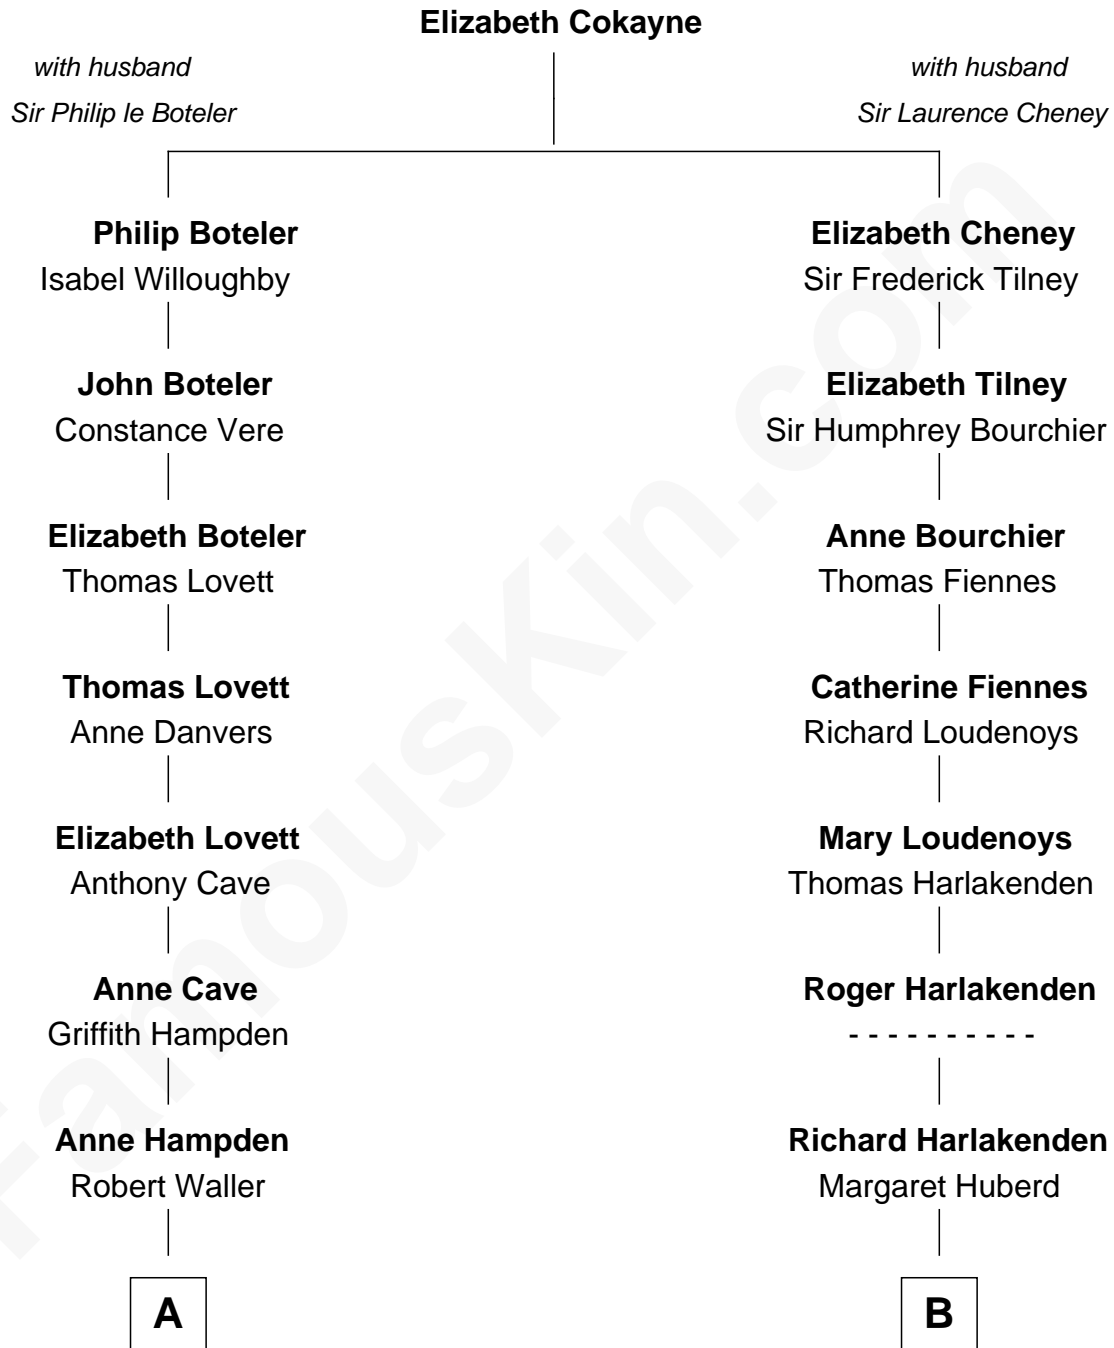 Elizabeth Cokayne
with husband
Sir Philip le Boteler
with husband
Sir Laurence Cheney
Philip Boteler
Isabel Willoughby
Elizabeth Cheney
Sir Frederick Tilney
John Boteler
Constance Vere
Elizabeth Tilney
Sir Humphrey Bourchier
Elizabeth Boteler
Thomas Lovett
Anne Bourchier
Thomas Fiennes
Thomas Lovett
Anne Danvers
Catherine Fiennes
Richard Loudenoys
Elizabeth Lovett
Anthony Cave
Mary Loudenoys
Thomas Harlakenden
Anne Cave
Griffith Hampden
Roger Harlakenden
- - - - - - - - - -
Anne Hampden
Robert Waller
Richard Harlakenden
Margaret Huberd
A
B
FamousKin.com